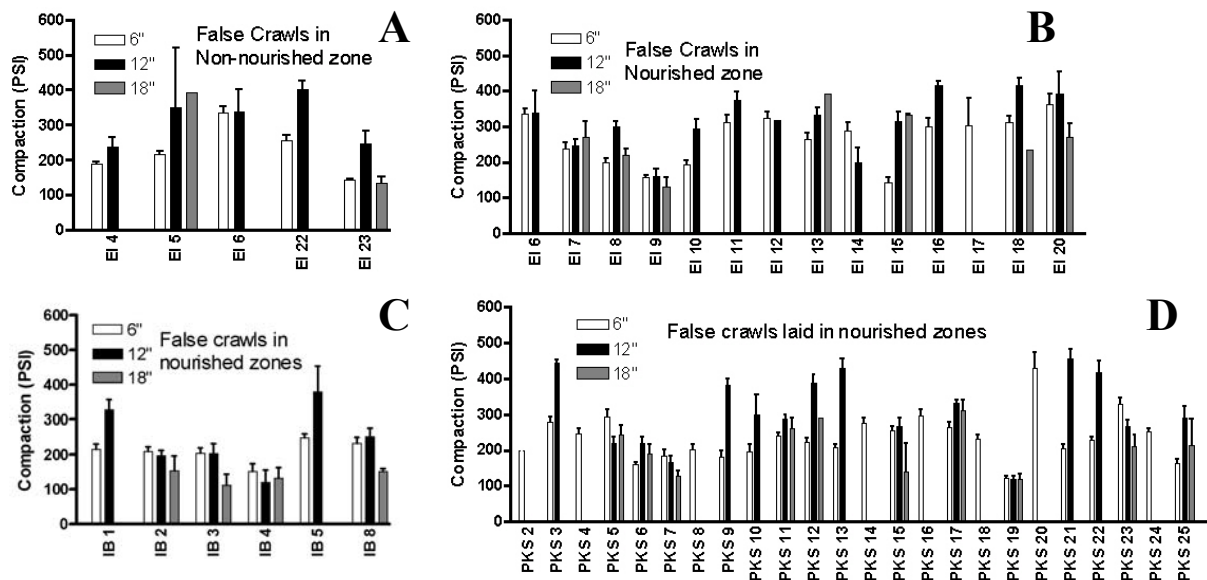 A
False Crawls in
Non-nourished zone
6"
12"
18"
Compaction (PSI)
600
500
400
300
200
100
0
EI 4
EI 5
EI 6
EI 22
EI 23
B
False Crawls in
Nourished zone
6"
12"
18"
Compaction (PSI)
600
500
400
300
200
100
0
EI 6
EI 7
EI 8
EI 9
EI 10
EI 11
EI 12
EI 13
EI 14
EI 15
EI 16
EI 17
EI 18
EI 20
C
False crawls in
nourished zones
6"
12"
18"
Compaction (PSI)
600
500
400
300
200
100
0
IB 1
IB 2
IB 3
IB 4
IB 5
IB 8
D
False crawls laid in nourished zones
6"
12"
18"
Compaction (PSI)
600
500
400
300
200
100
0
PKS 2
PKS 3
PKS 4
PKS 5
PKS 6
PKS 7
PKS 8
PKS 9
PKS 10
PKS 11
PKS 12
PKS 13
PKS 14
PKS 15
PKS 16
PKS 17
PKS 18
PKS 19
PKS 20
PKS 21
PKS 22
PKS 23
PKS 24
PKS 25